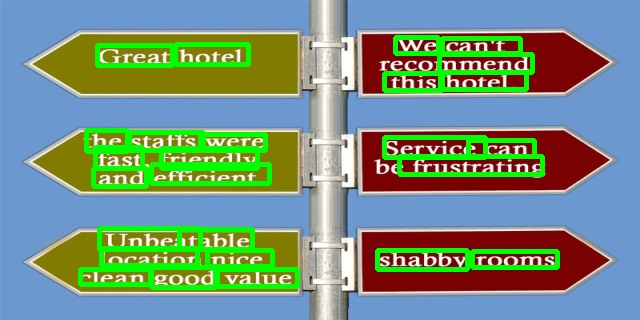 Great hotel
We can't
recommend
this hotel
the staffs were
fast, friendly
and efficient
Service can
be frustrating
Unbeatable
location nice
clean good value
shabby rooms